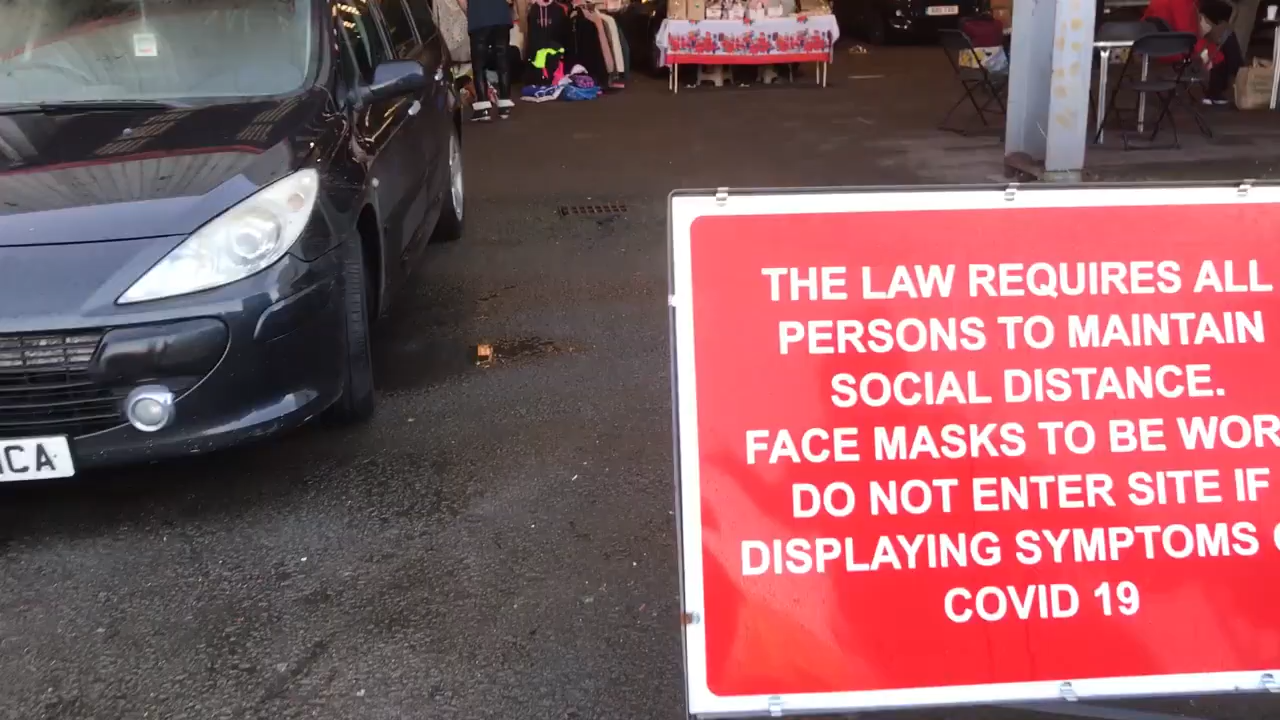 THE LAW REQUIRES ALL
PERSONS TO MAINTAIN
SOCIAL DISTANCE.
FACE MASKS TO BE WOR
DO NOT ENTER SITE IF
DISPLAYING SYMPTOMS
COVID 19
CA